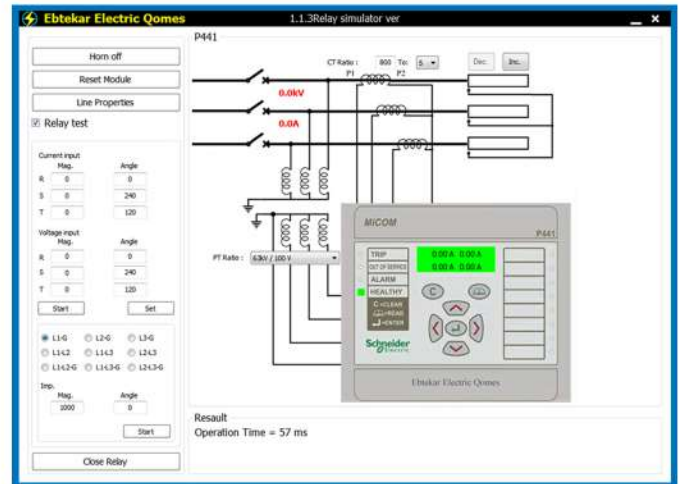 Ebtekar Electric Qomes
1.1.3Relay simulator ver
Horn off
Reset Module
Line Properties
Relay test
Current input
Mag. Angle
R 0 0
S 0 240
T 0 120
Voltage input
Mag. Angle
R 0 0
S 0 240
T 0 120
Start Set
L1-G L2-G L3-G
L1-L2 L1-L3 L2-L3
L1-L2-G L1-L3-G L2-L3-G
Imp.
Mag. Angle
1000 0
Start
Close Relay
P441
CT Ratio : 800 To: 5 Dec. Inc.
P1 P2
0.0kV
0.0A
PT Ratio : 63kV / 100 V
MiCOM
P441
TRIP
OUT OF SERVICE
ALARM
HEALTHY
C =CLEAR
=READ
=ENTER
0.00 A 0.00 A
0.00 A 0.00 A
C
Schneider
Electric
Ebtekar Electric Qomes
Resault
Operation Time = 57 ms